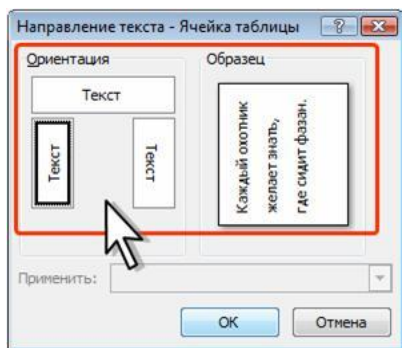 Направление текста - Ячейка таблицы
Ориентация
Текст
Текст
Текст
Образец
Каждый охотник
желает знать,
где сидит фазан.
Применить:
ОК
Отмена